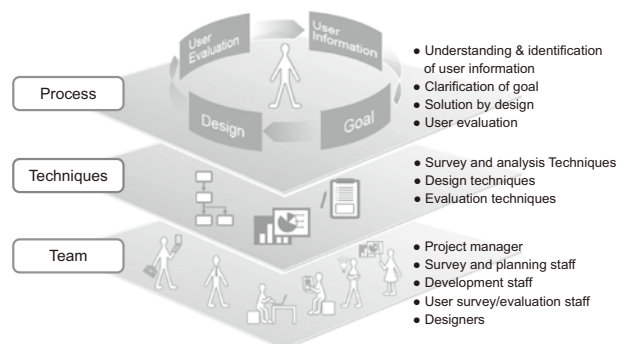 User
Evaluation
User
Information
Design
Goal
Process
● Understanding & identification
of user information
● Clarification of goal
● Solution by design
● User evaluation
Techniques
● Survey and analysis Techniques
● Design techniques
● Evaluation techniques
Team
● Project manager
● Survey and planning staff
● Development staff
● User survey/evaluation staff
● Designers